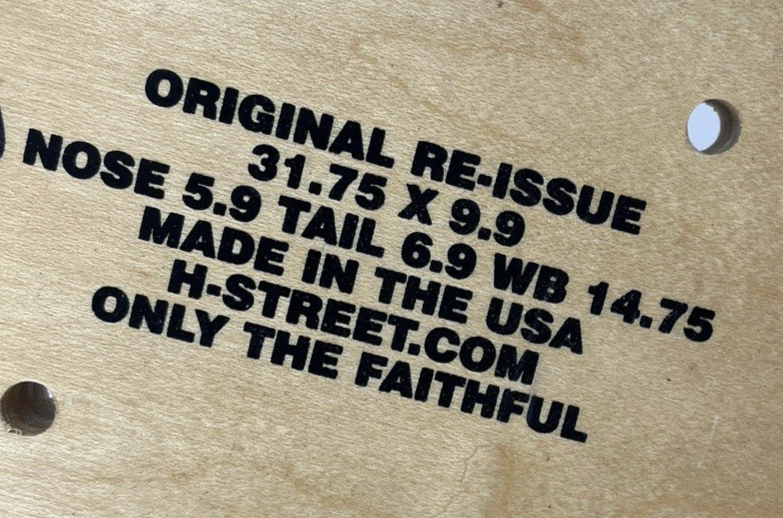 ORIGINAL RE-ISSUE
31.75 X 9.9
NOSE 5.9 TAIL 6.9 WB 14.75
MADE IN THE USA
H-STREET.COM
ONLY THE FAITHFUL